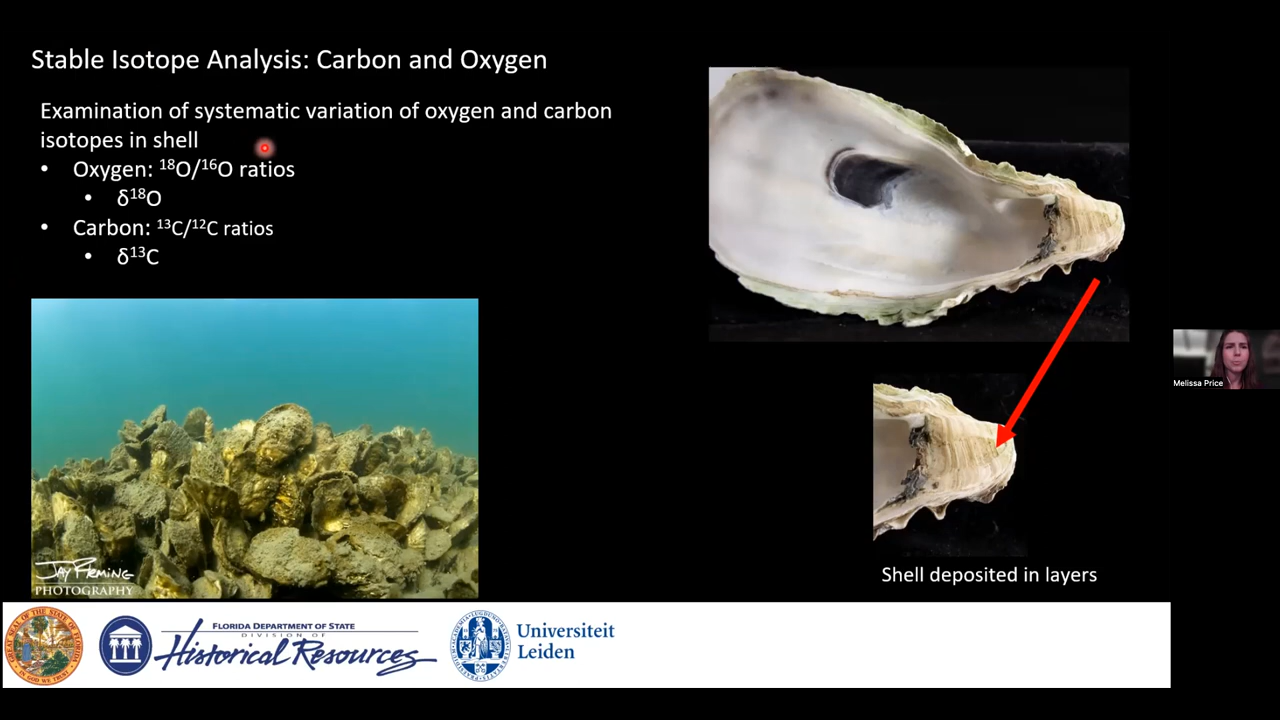 Stable Isotope Analysis: Carbon and Oxygen
Examination of systematic variation of oxygen and carbon
isotopes in shell
• Oxygen: ¹⁸O/¹⁶O ratios
• δ¹⁸O
• Carbon: ¹³C/¹²C ratios
• δ¹³C
Melissa Price
JAY FLEMING
PHOTOGRAPHY
Shell deposited in layers
FLORIDA DEPARTMENT OF STATE
DIVISION OF
Historical Resources
Universiteit
Leiden